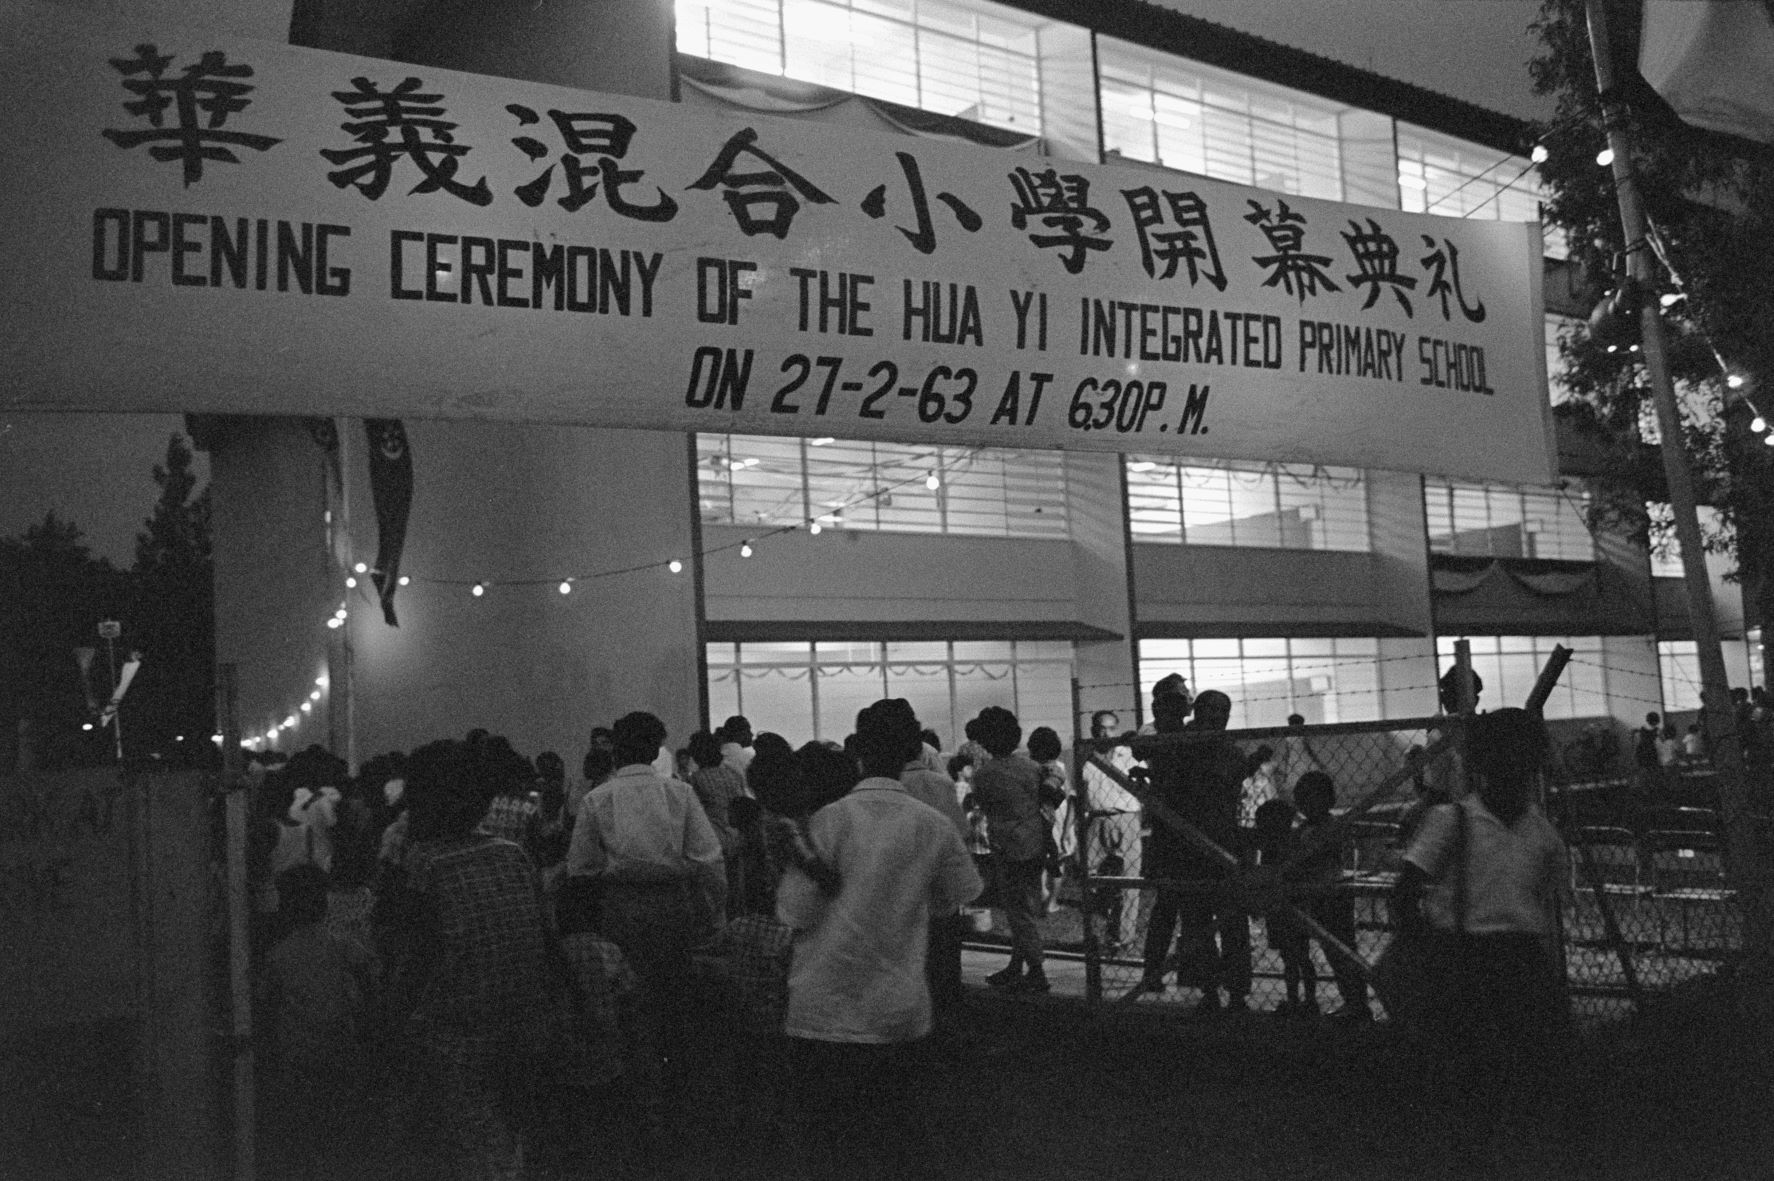 華義混合小學開幕典礼
OPENING CEREMONY OF THE HUA YI INTEGRATED PRIMARY SCHOOL
ON 27-2-63 AT 6.30P.M.